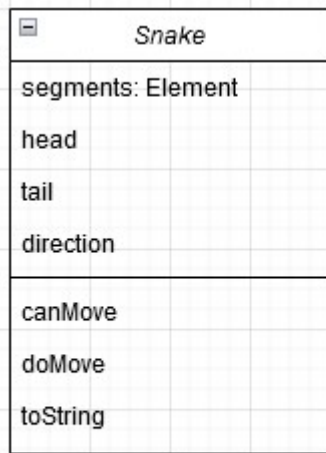 Snake
segments: Element
head
tail
direction
canMove
doMove
toString